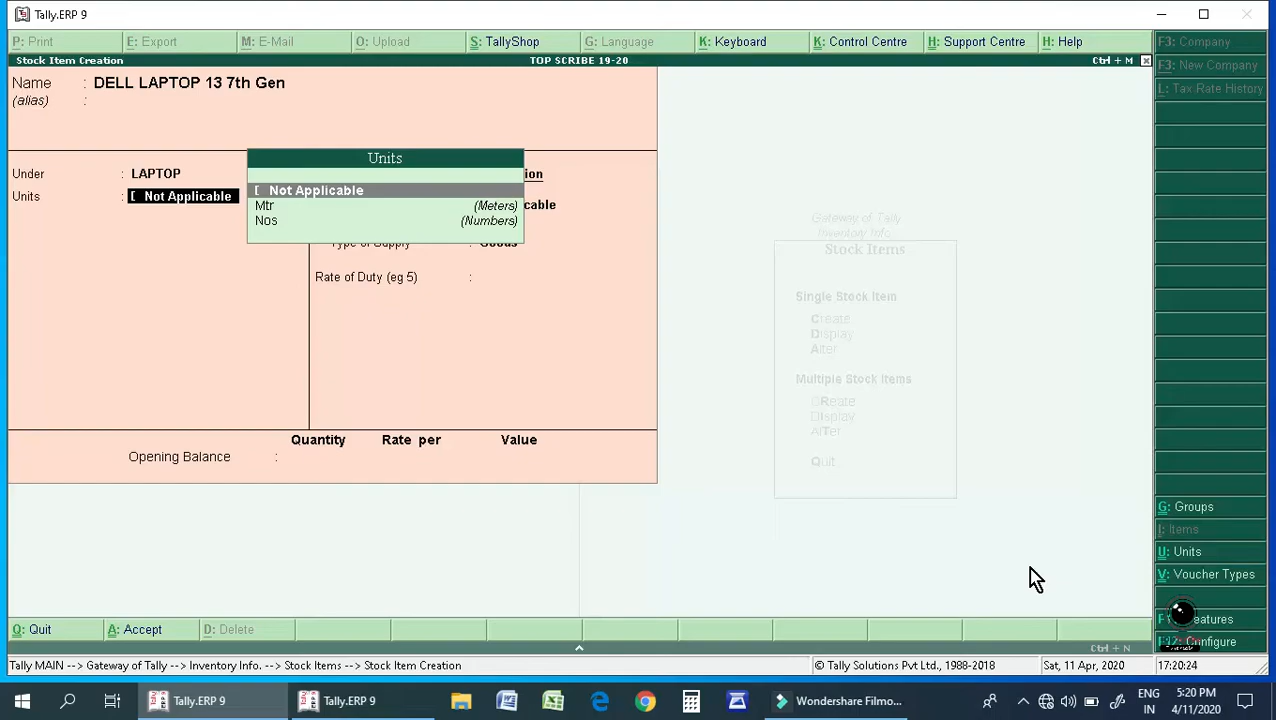 Tally.ERP 9
P: Print
E: Export
M: E-Mail
O: Upload
S: TallyShop
G: Language
K: Keyboard
K: Control Centre
H: Support Centre
H: Help
Stock Item Creation
TOP SCRIBE 19-20
Ctrl + M
Name : DELL LAPTOP 13 7th Gen
(alias) :
Under : LAPTOP
Units : [ Not Applicable
Units
[ Not Applicable
Mtr (Meters)
Nos (Numbers)
ion
cable
Type of Supply : Goods
Rate of Duty (eg 5) :
Quantity Rate per Value
Opening Balance :
Gateway of Tally
Inventory Info.
Stock Items
Single Stock Item
Create
Display
Alter
Multiple Stock Items
CReate
DIsplay
AlTer
Quit
F3: Company
F3: New Company
L: Tax Rate History
G: Groups
I: Items
U: Units
V: Voucher Types
eatures
Configure
Q: Quit
A: Accept
D: Delete
Ctrl + N
Tally MAIN --> Gateway of Tally --> Inventory Info. --> Stock Items --> Stock Item Creation
© Tally Solutions Pvt Ltd., 1988-2018
Sat, 11 Apr, 2020
17:20:24
Tally.ERP 9
Tally.ERP 9
Wondershare Filmo...
ENG
IN
5:20 PM
4/11/2020